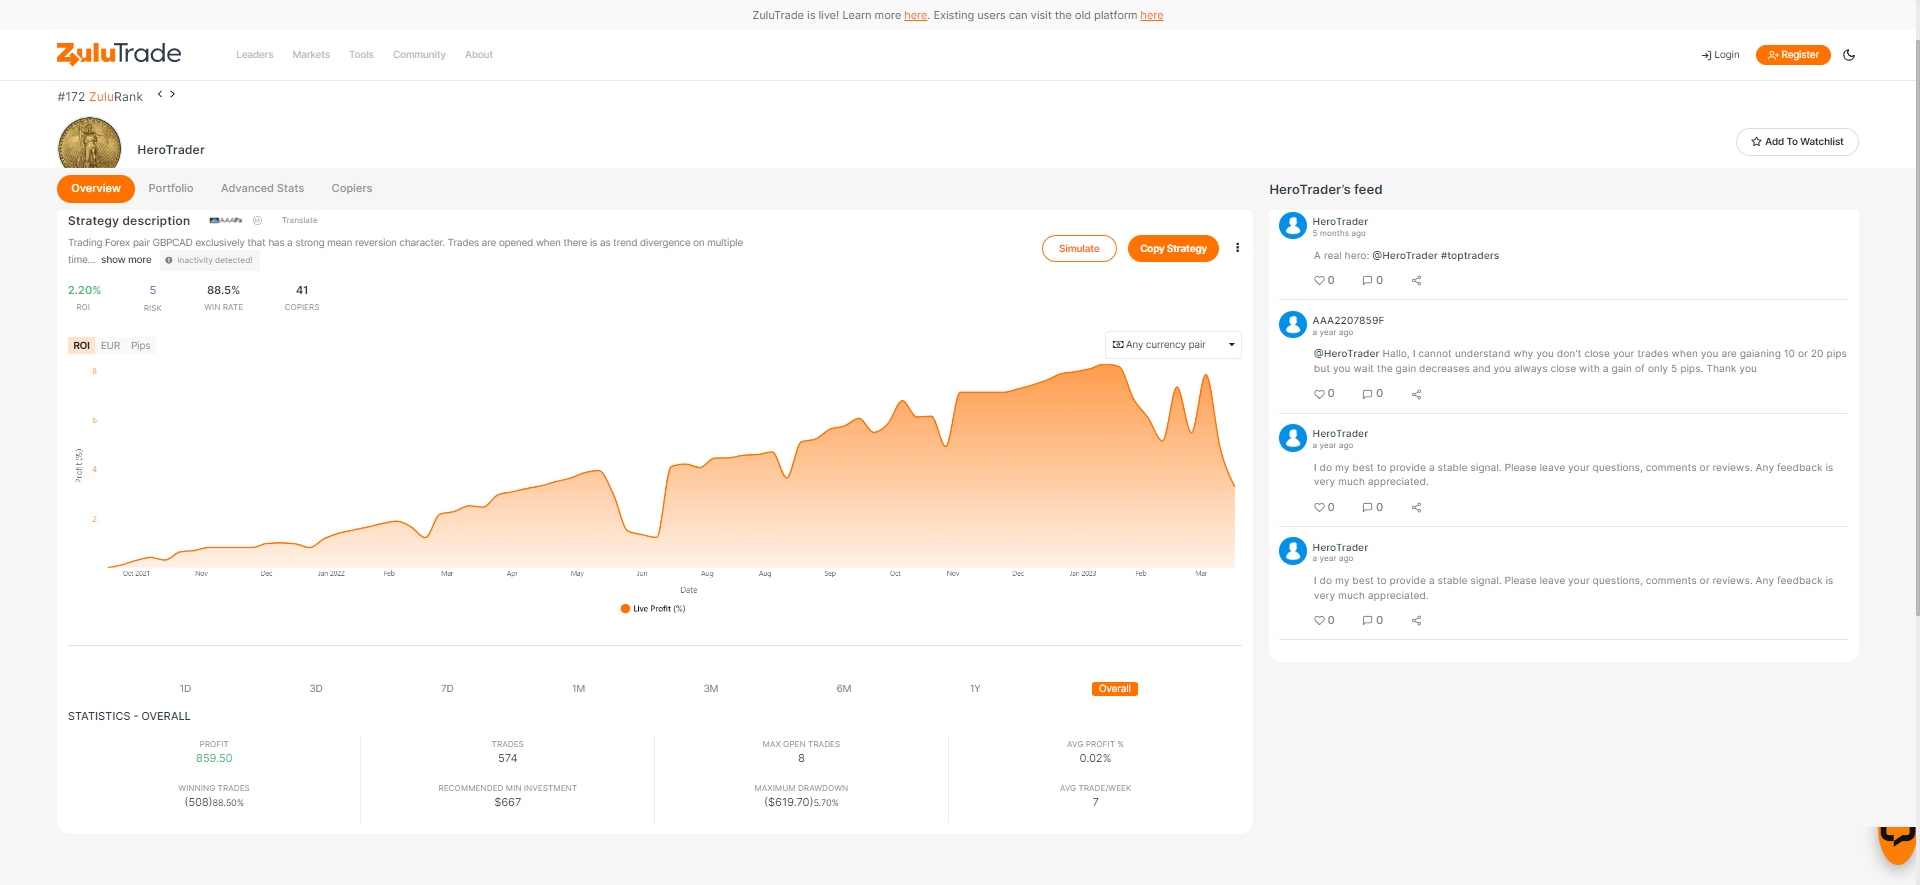 ZuluTrade is live! Learn more here. Existing users can visit the old platform here
ZuluTrade
Leaders Markets Tools Community About
Login Register
#172 ZuluRank < >
HeroTrader
Add To Watchlist
Overview Portfolio Advanced Stats Copiers
Strategy description AAAFx Translate
Trading Forex pair GBPCAD exclusively that has a strong mean reversion character. Trades are opened when there is as trend divergence on multiple
time... show more Inactivity detected!
Simulate Copy Strategy
2.20% 5 88.5% 41
ROI RISK WIN RATE COPIERS
ROI EUR Pips
Any currency pair
8
6
4
2
Profit (%)
Oct 2021 Nov Dec Jan 2022 Feb Mar Apr May Jun Aug Aug Sep Oct Nov Dec Jan 2023 Feb Mar
Date
Live Profit (%)
1D 3D 7D 1M 3M 6M 1Y Overall
STATISTICS - OVERALL
PROFIT TRADES MAX OPEN TRADES AVG PROFIT %
859.50 574 8 0.02%
WINNING TRADES RECOMMENDED MIN INVESTMENT MAXIMUM DRAWDOWN AVG TRADE/WEEK
(508)88.50% $667 ($619.70)5.70% 7
HeroTrader's feed
HeroTrader
5 months ago
A real hero: @HeroTrader #toptraders
0 0
AAA2207859F
a year ago
@HeroTrader Hallo, I cannot understand why you don't close your trades when you are gaianing 10 or 20 pips
but you wait the gain decreases and you always close with a gain of only 5 pips. Thank you
0 0
HeroTrader
a year ago
I do my best to provide a stable signal. Please leave your questions, comments or reviews. Any feedback is
very much appreciated.
0 0
HeroTrader
a year ago
I do my best to provide a stable signal. Please leave your questions, comments or reviews. Any feedback is
very much appreciated.
0 0